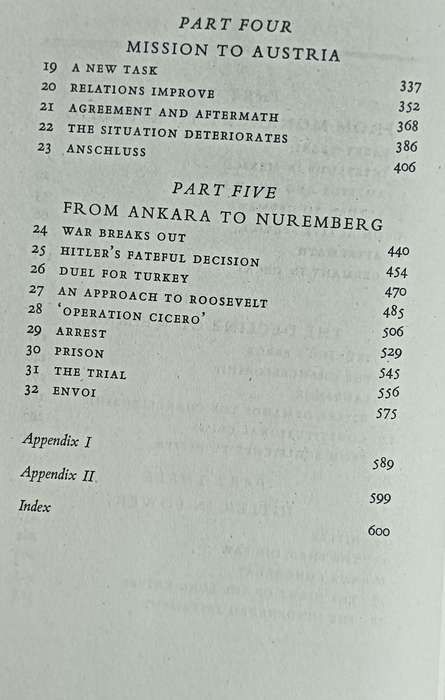 PART FOUR
MISSION TO AUSTRIA
19 A NEW TASK 337
20 RELATIONS IMPROVE 352
21 AGREEMENT AND AFTERMATH 368
22 THE SITUATION DETERIORATES 386
23 ANSCHLUSS 406
PART FIVE
FROM ANKARA TO NUREMBERG
24 WAR BREAKS OUT 440
25 HITLER'S FATEFUL DECISION 454
26 DUEL FOR TURKEY 470
27 AN APPROACH TO ROOSEVELT 485
28 'OPERATION CICERO' 506
29 ARREST 529
30 PRISON 545
31 THE TRIAL 556
32 ENVOI 575
Appendix I 589
Appendix II 599
Index 600